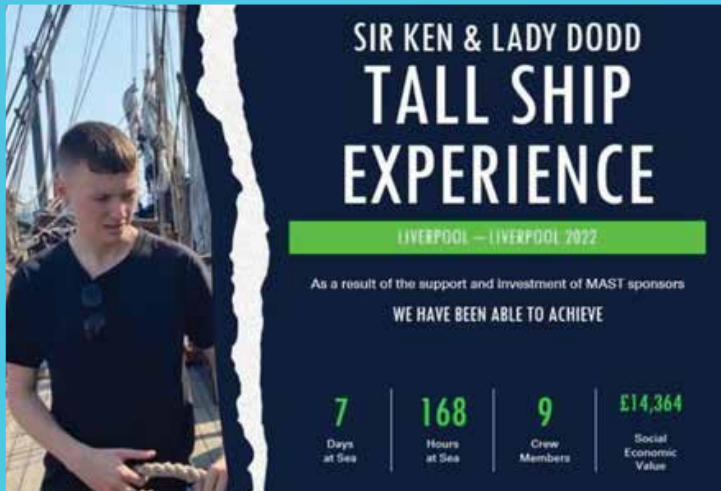 SIR KEN & LADY DODD
TALL SHIP
EXPERIENCE
LIVERPOOL – LIVERPOOL 2022
As a result of the support and investment of MAST sponsors
WE HAVE BEEN ABLE TO ACHIEVE
7
Days
at Sea
168
Hours
at Sea
9
Crew
Members
£14,364
Social
Economic
Value